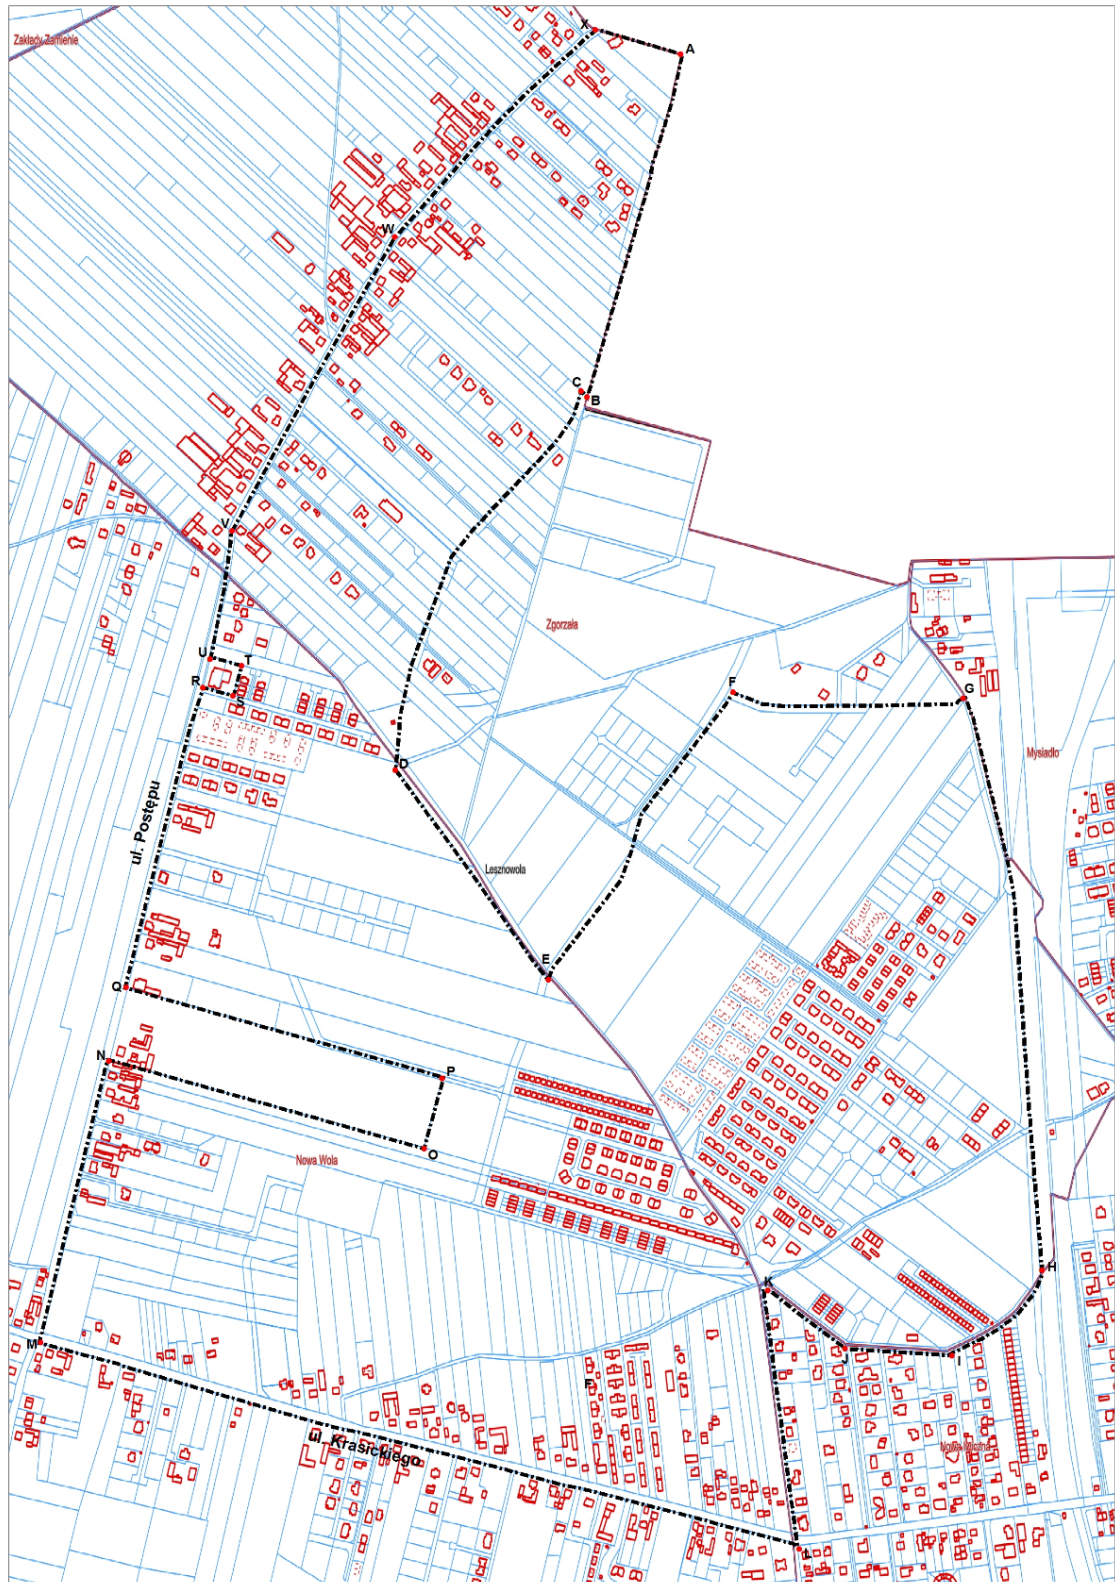 X
Zakłady Zamienie
A
W
C
B
V
Zgorzała
U
T
F
R
S
G
Mysiadło
D
ul. Postępu
Lesznowola
E
Q
N
P
O
Nowa Wola
H
K
M
J
I
ul. Krasickiego
Nowa Iwiczna
L